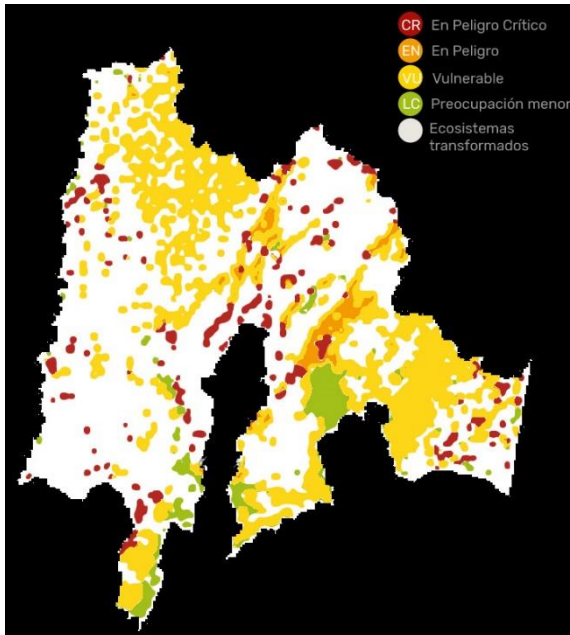 CR En Peligro Crítico
EN En Peligro
VU Vulnerable
LC Preocupación menor
Ecosistemas
transformados